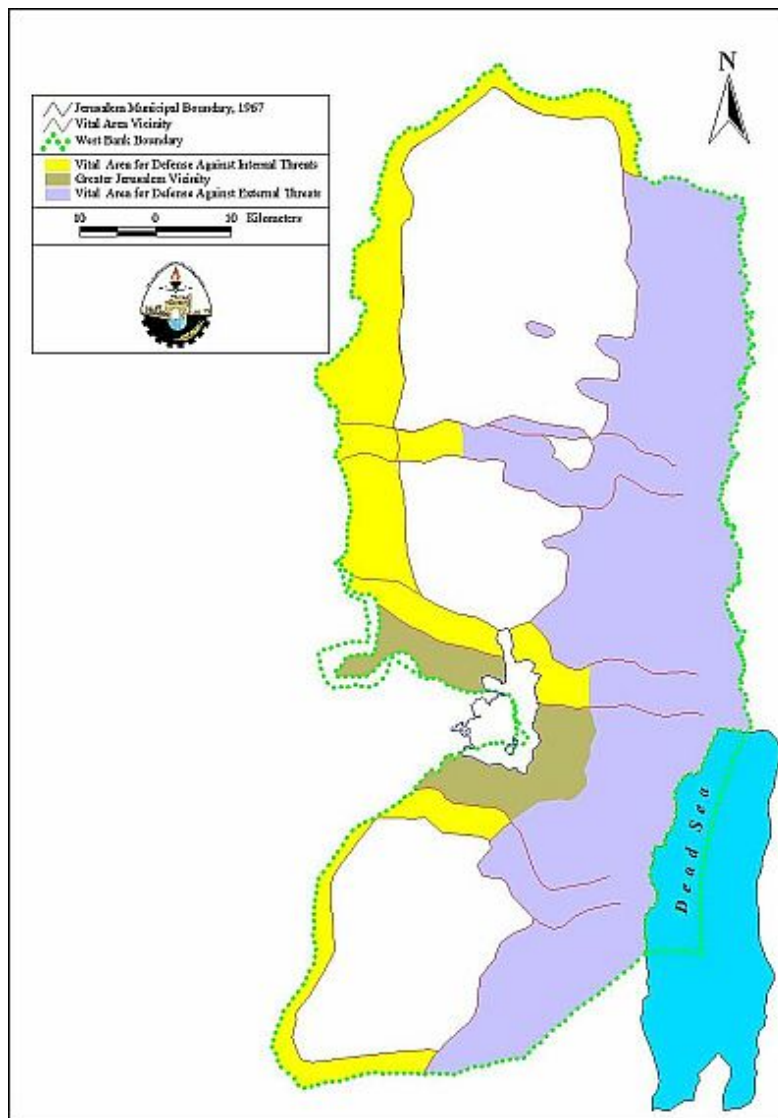 N
Jerusalem Municipal Boundary, 1967
Vital Area Vicinity
West Bank Boundary
Vital Area for Defense Against Internal Threats
Greater Jerusalem Vicinity
Vital Area for Defense Against External Threats
10 0 10 Kilometers
Dead Sea